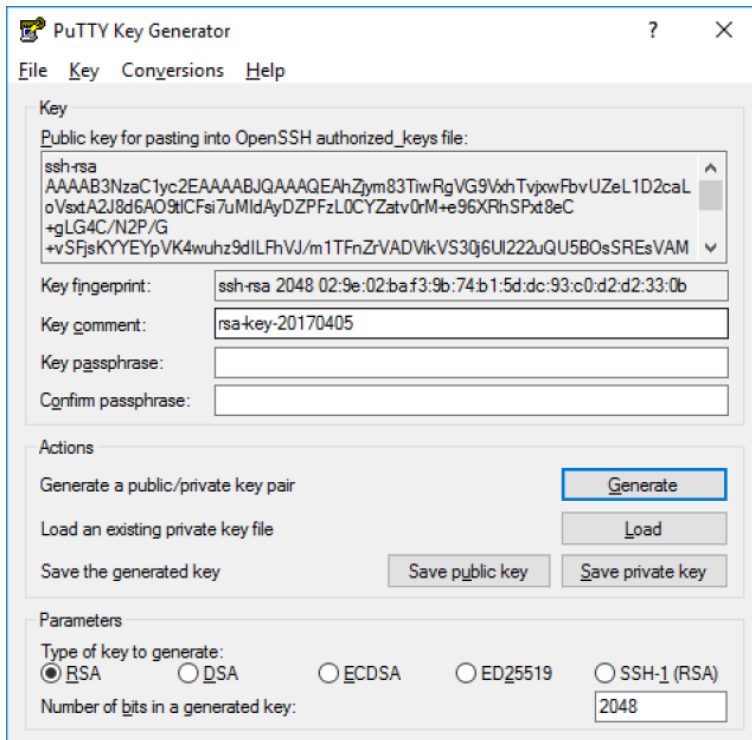 PuTTY Key Generator
File Key Conversions Help
Key
Public key for pasting into OpenSSH authorized_keys file:
ssh-rsa
AAAAB3NzaC1yc2EAAAABJQAAAQEAhZjym83TiwRgVG9VxhTvjxwFbvUZeL1D2caL
oVsxtA2J8d6AO9tlCFsi7uMIdAyDZPFzL0CYZatv0rM+e96XRhSPxt8eC
+gLG4C/N2P/G
+vSFjsKYYEYpVK4wuhz9dILFhVJ/m1TFnZrVADVikVS30j6UI222uQU5BOsSREsVAM
Key fingerprint: ssh-rsa 2048 02:9e:02:ba:f3:9b:74:b1:5d:dc:93:c0:d2:d2:33:0b
Key comment: rsa-key-20170405
Key passphrase:
Confirm passphrase:
Actions
Generate a public/private key pair Generate
Load an existing private key file Load
Save the generated key Save public key Save private key
Parameters
Type of key to generate:
RSA DSA ECDSA ED25519 SSH-1 (RSA)
Number of bits in a generated key: 2048